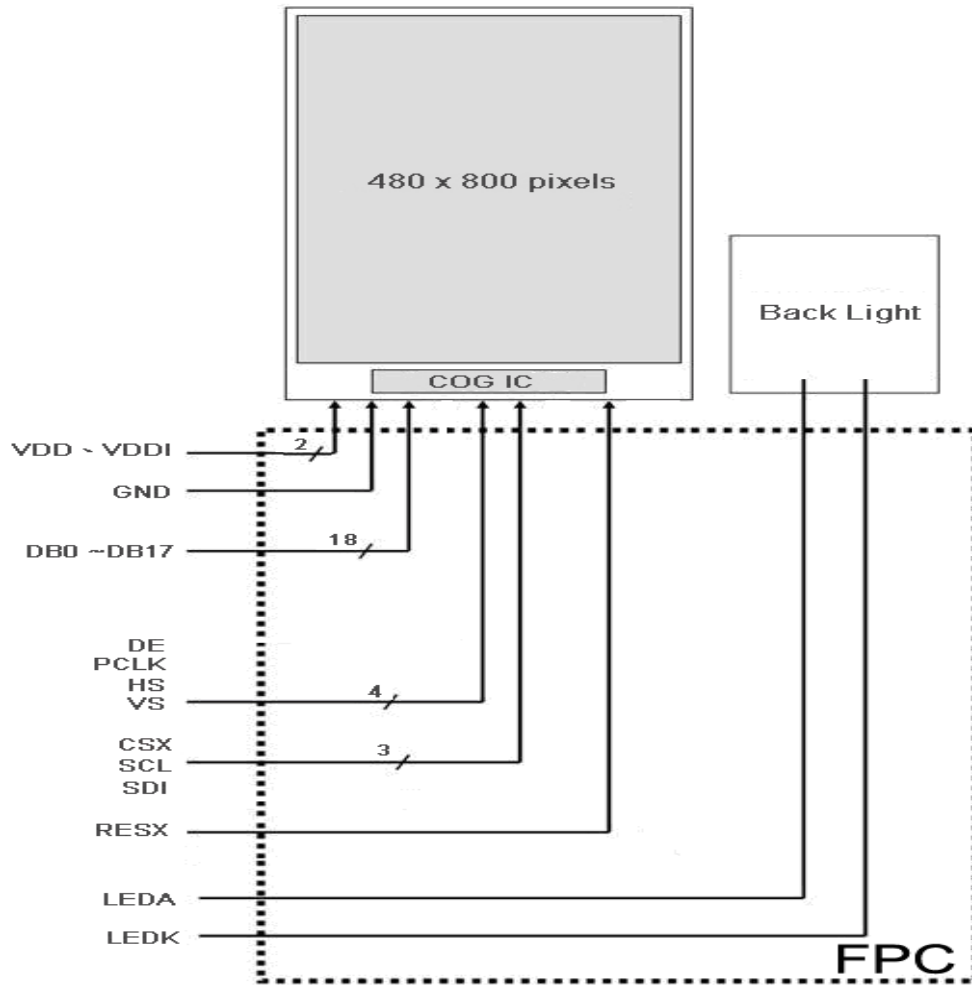 480 x 800 pixels
Back Light
COG IC
VDD ~ VDDI
2
GND
DB0 ~DB17
18
DE
PCLK
HS
VS
4
CSX
SCL
SDI
3
RESX
LEDA
LEDK
FPC